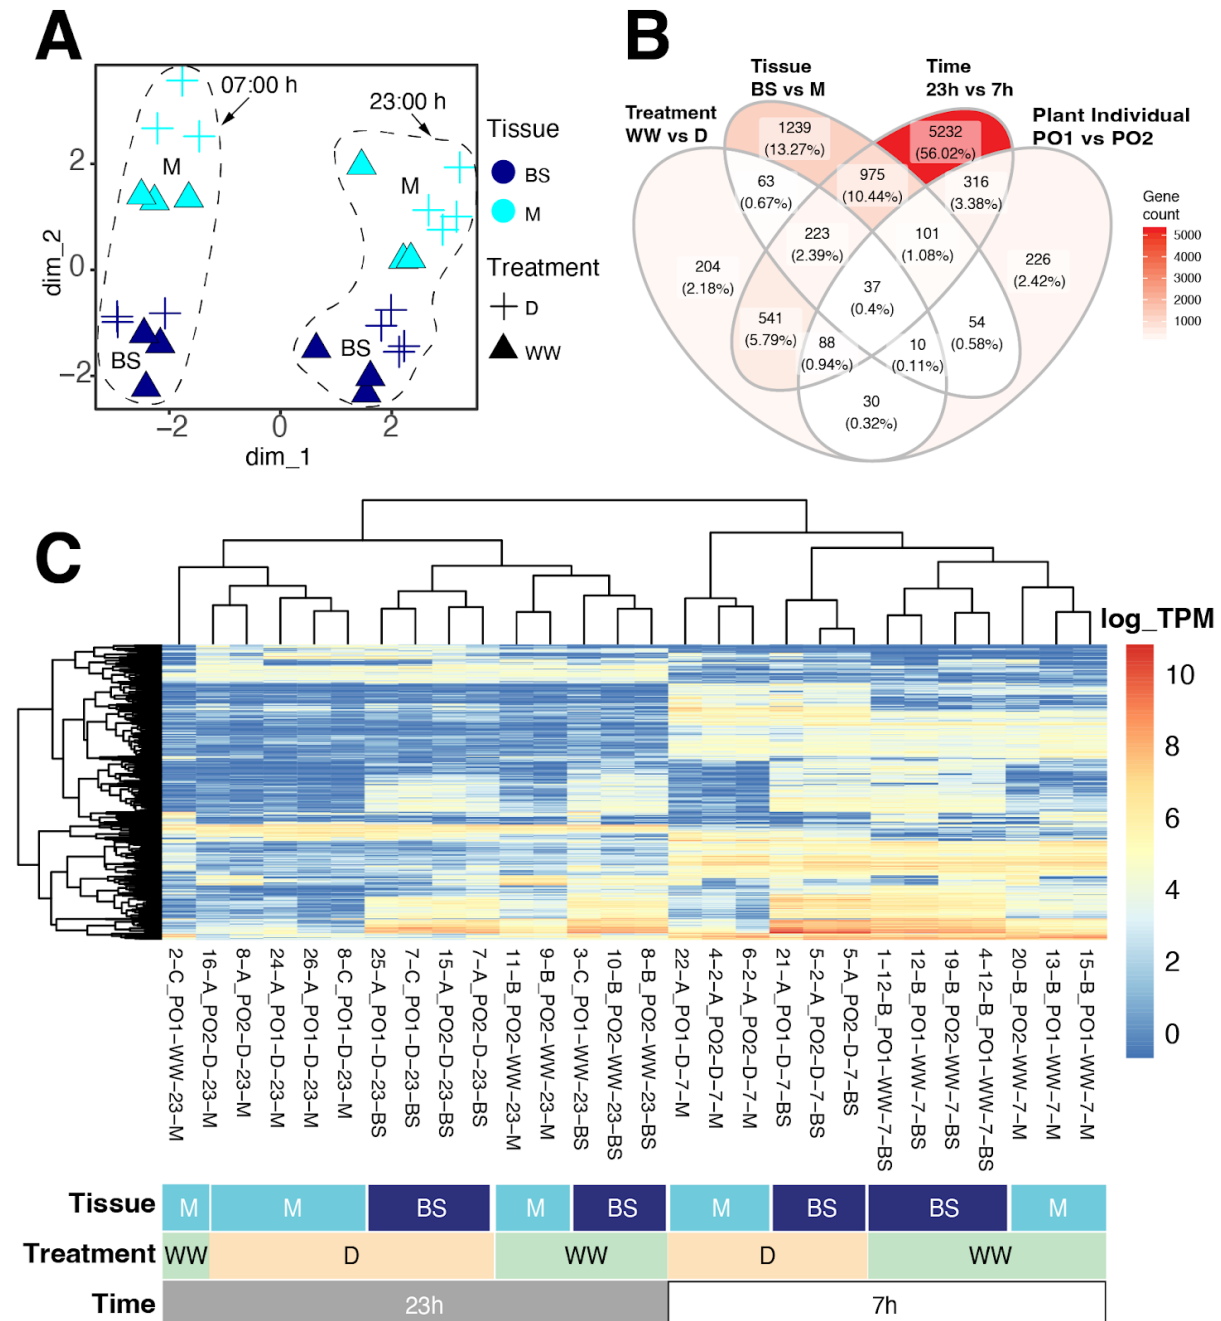 A
07:00 h
23:00 h
M
M
BS
BS
2
0
−2
dim_2
−2
0
2
dim_1
Tissue
BS
M
Treatment
D
WW
B
Tissue
BS vs M
Time
23h vs 7h
Treatment
WW vs D
Plant Individual
PO1 vs PO2
1239
(13.27%)
5232
(56.02%)
63
(0.67%)
975
(10.44%)
316
(3.38%)
204
(2.18%)
223
(2.39%)
101
(1.08%)
226
(2.42%)
37
(0.4%)
541
(5.79%)
88
(0.94%)
10
(0.11%)
54
(0.58%)
30
(0.32%)
Gene
count
5000
4000
3000
2000
1000
C
log_TPM
10
8
6
4
2
0
2−C_PO1−WW−23−M
16−A_PO2−D−23−M
8−A_PO2−D−23−M
24−A_PO1−D−23−M
26−A_PO1−D−23−M
8−C_PO1−D−23−M
25−A_PO1−D−23−BS
7−C_PO1−D−23−BS
15−A_PO2−D−23−BS
7−A_PO2−D−23−BS
11−B_PO2−WW−23−M
9−B_PO2−WW−23−M
3−C_PO1−WW−23−BS
10−B_PO2−WW−23−BS
8−B_PO2−WW−23−BS
22−A_PO1−D−7−M
4−2−A_PO2−D−7−M
6−2−A_PO2−D−7−M
21−A_PO1−D−7−BS
5−2−A_PO2−D−7−BS
5−A_PO2−D−7−BS
1−12−B_PO1−WW−7−BS
12−B_PO1−WW−7−BS
19−B_PO2−WW−7−BS
4−12−B_PO1−WW−7−BS
20−B_PO2−WW−7−M
13−B_PO1−WW−7−M
15−B_PO1−WW−7−M
Tissue M M BS M BS M BS BS M
Treatment WW D WW D WW
Time 23h 7h